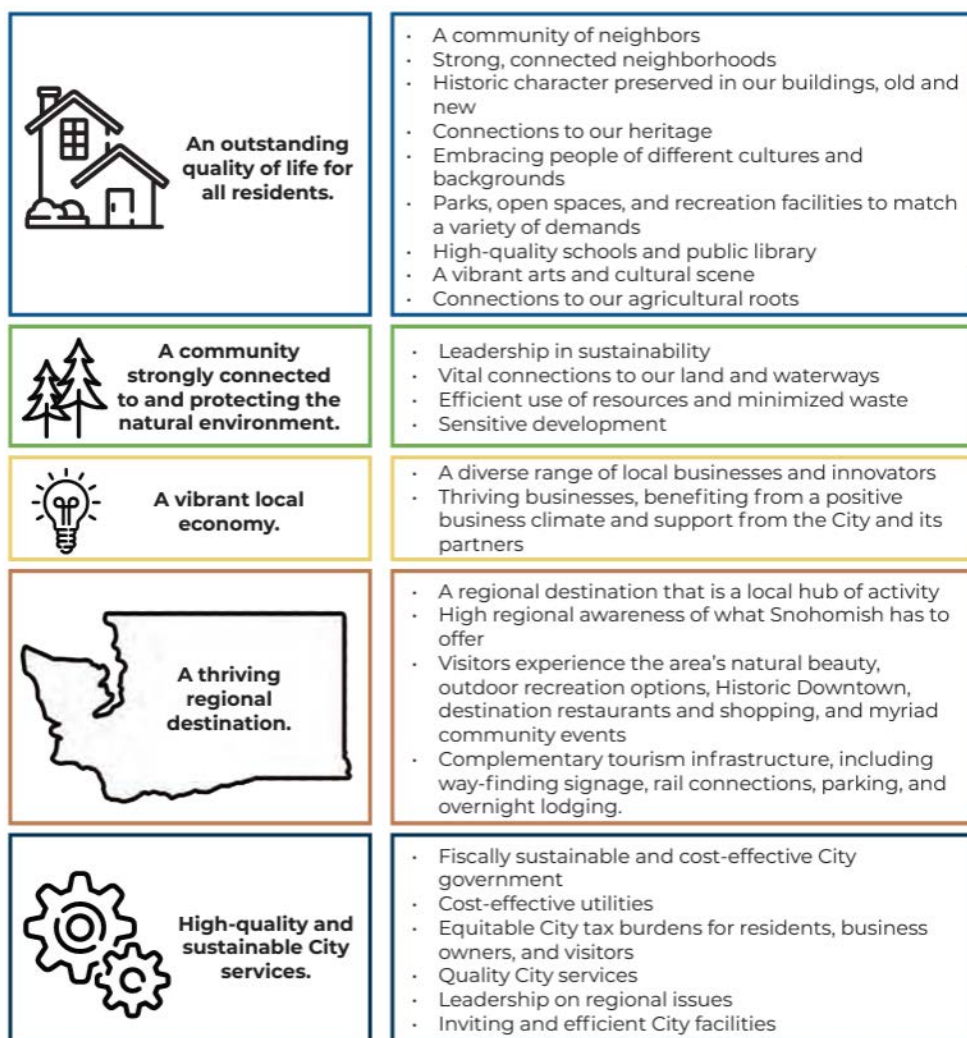 An outstanding
quality of life for
all residents.
· A community of neighbors
· Strong, connected neighborhoods
· Historic character preserved in our buildings, old and
new
· Connections to our heritage
· Embracing people of different cultures and
backgrounds
· Parks, open spaces, and recreation facilities to match
a variety of demands
· High-quality schools and public library
· A vibrant arts and cultural scene
· Connections to our agricultural roots
A community
strongly connected
to and protecting the
natural environment.
· Leadership in sustainability
· Vital connections to our land and waterways
· Efficient use of resources and minimized waste
· Sensitive development
A vibrant local
economy.
· A diverse range of local businesses and innovators
· Thriving businesses, benefiting from a positive
business climate and support from the City and its
partners
A thriving
regional
destination.
· A regional destination that is a local hub of activity
· High regional awareness of what Snohomish has to
offer
· Visitors experience the area's natural beauty,
outdoor recreation options, Historic Downtown,
destination restaurants and shopping, and myriad
community events
· Complementary tourism infrastructure, including
way-finding signage, rail connections, parking, and
overnight lodging.
High-quality and
sustainable City
services.
· Fiscally sustainable and cost-effective City
government
· Cost-effective utilities
· Equitable City tax burdens for residents, business
owners, and visitors
· Quality City services
· Leadership on regional issues
· Inviting and efficient City facilities